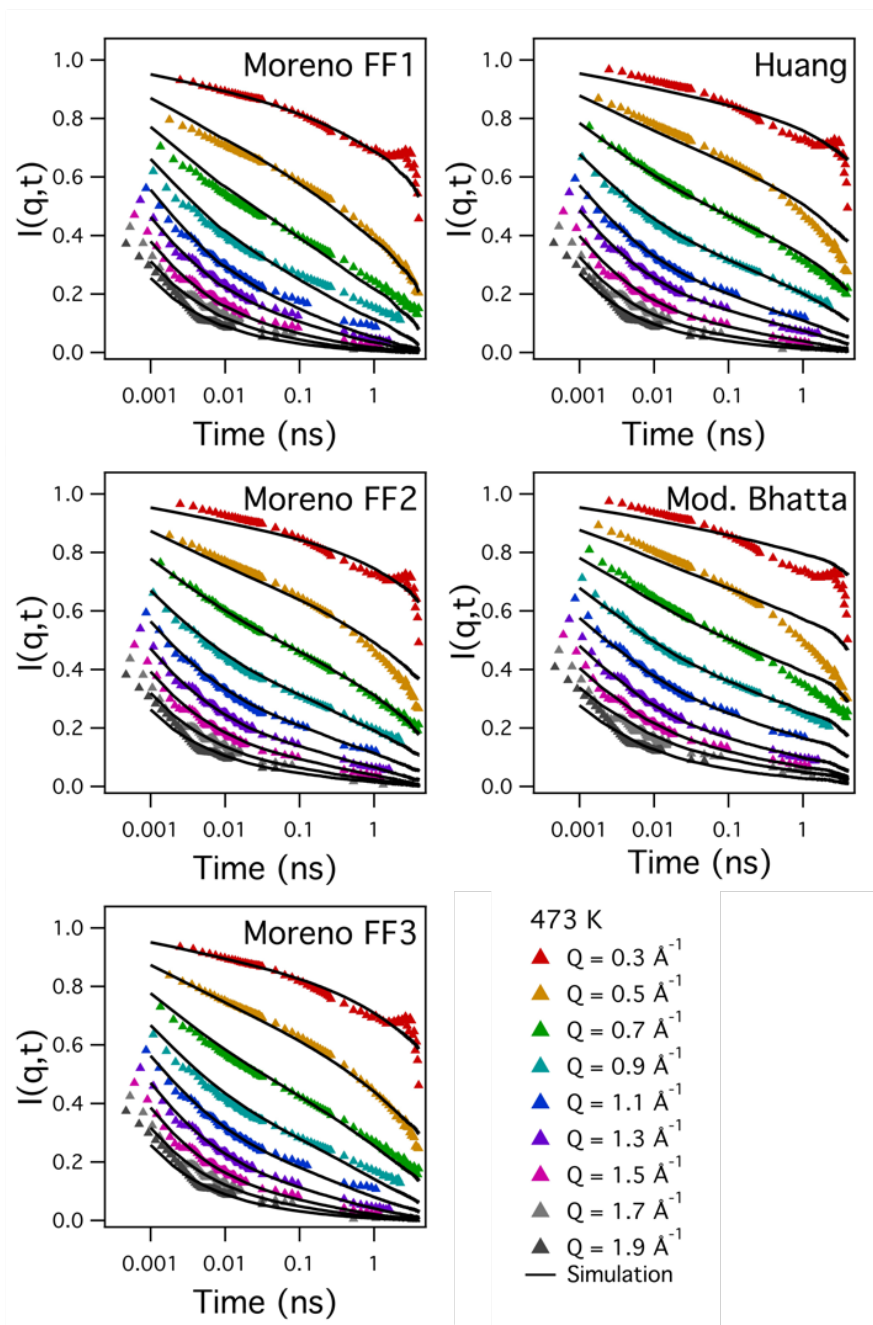 Moreno FF1
I(q,t)
1.0
0.8
0.6
0.4
0.2
0.0
0.001 0.01 0.1 1
Time (ns)
Huang
I(q,t)
1.0
0.8
0.6
0.4
0.2
0.0
0.001 0.01 0.1 1
Time (ns)
Moreno FF2
I(q,t)
1.0
0.8
0.6
0.4
0.2
0.0
0.001 0.01 0.1 1
Time (ns)
Mod. Bhatta
I(q,t)
1.0
0.8
0.6
0.4
0.2
0.0
0.001 0.01 0.1 1
Time (ns)
Moreno FF3
I(q,t)
1.0
0.8
0.6
0.4
0.2
0.0
0.001 0.01 0.1 1
Time (ns)
473 K
Q = 0.3 Å⁻¹
Q = 0.5 Å⁻¹
Q = 0.7 Å⁻¹
Q = 0.9 Å⁻¹
Q = 1.1 Å⁻¹
Q = 1.3 Å⁻¹
Q = 1.5 Å⁻¹
Q = 1.7 Å⁻¹
Q = 1.9 Å⁻¹
Simulation